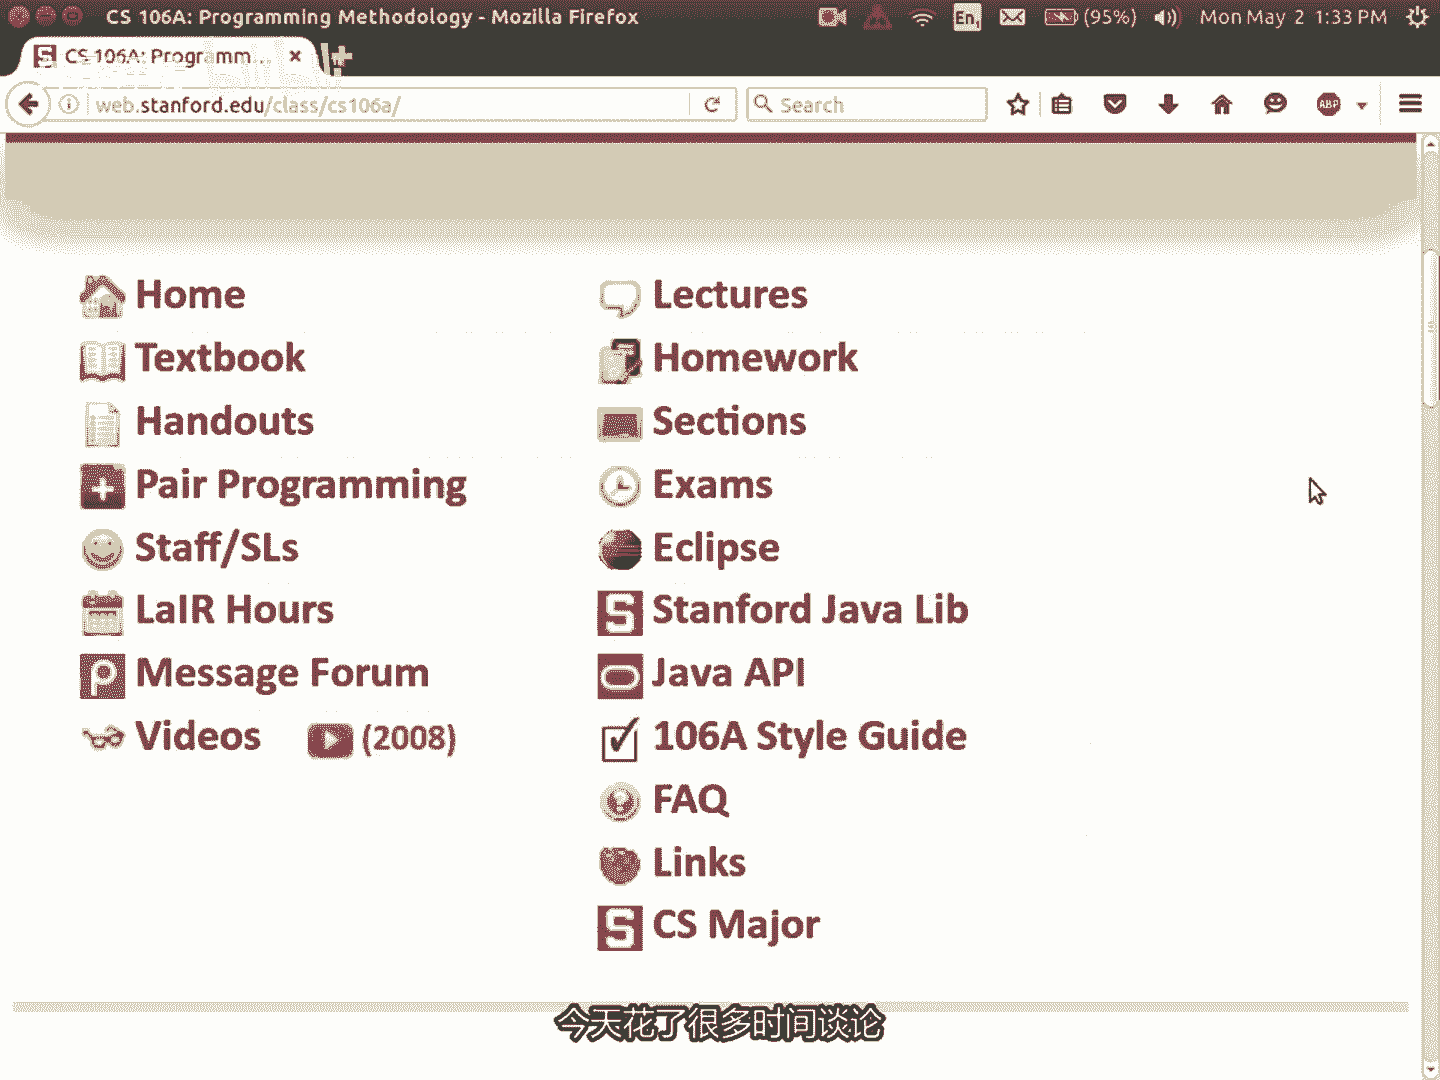 CS 106A: Programming Methodology - Mozilla Firefox
En
(95%)
Mon May 2 1:33 PM
CS 106A: Programm...
web.stanford.edu/class/cs106a/
Search
ABP
Home
Textbook
Handouts
Pair Programming
Staff/SLs
LaIR Hours
Message Forum
Videos
(2008)
Lectures
Homework
Sections
Exams
Eclipse
Stanford Java Lib
Java API
106A Style Guide
FAQ
Links
CS Major
今天花了很多时间谈论